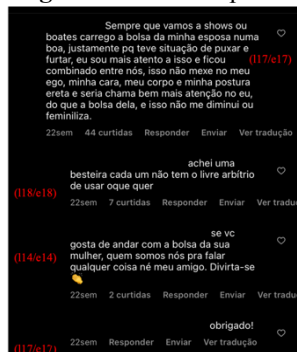 Sempre que vamos a shows ou
boates carrego a bolsa da minha esposa numa
boa, justamente pq teve situação de puxar e
furtar, eu sou mais atento a isso e ficou (l17/e17)
combinado entre nós, isso não mexe no meu
ego, minha cara, meu corpo e minha postura
ereta e seria chama bem mais atenção no eu,
do que a bolsa dela, e isso não me diminui ou
feminiliza.
22sem 44 curtidas Responder Enviar Ver tradução
achei uma
besteira cada um não tem o livre arbítrio
de usar oque quer
(l18/e18)
22sem 7 curtidas Responder Enviar Ver tradu
se vc
gosta de andar com a bolsa da sua
(l14/e14) mulher, quem somos nós pra falar
qualquer coisa né meu amigo. Divirta-se
👏
22sem 2 curtidas Responder Enviar Ver tradu
obrigado!
(l17/e17) 22sem Responder Enviar Ver tradução